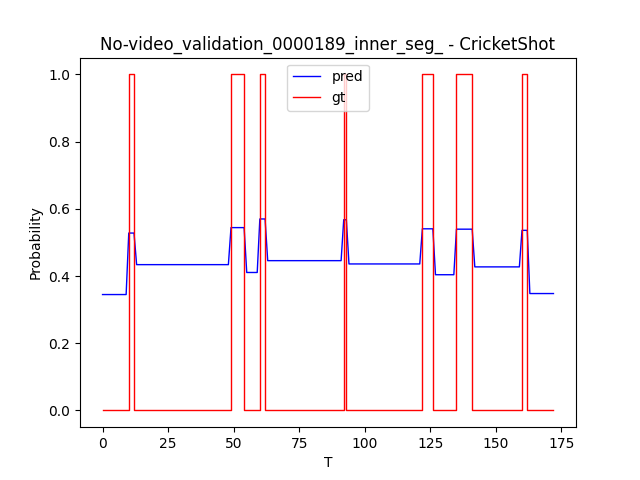 No-video_validation_0000189_inner_seg_ - CricketShot
pred
gt
1.0
0.8
0.6
0.4
0.2
0.0
Probability
0 25 50 75 100 125 150 175
T